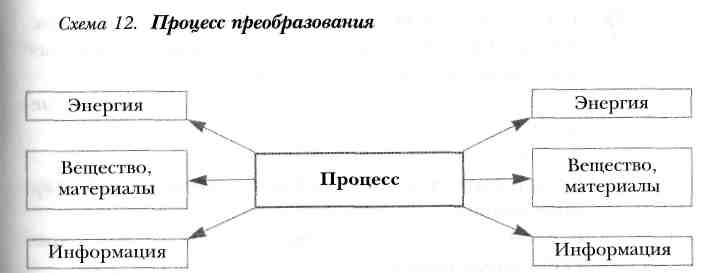 Схема 12. Процесс преобразования
Энергия
Энергия
Вещество,
материалы
Процесс
Вещество,
материалы
Информация
Информация